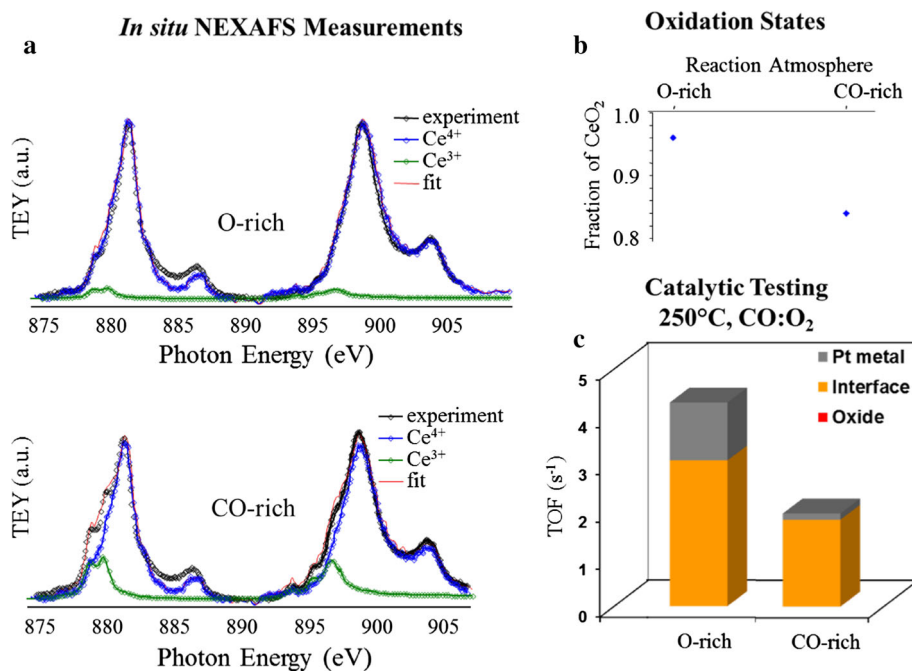 In situ NEXAFS Measurements
a
TEY (a.u.)
experiment
Ce4+
Ce3+
fit
O-rich
875 880 885 890 895 900 905
Photon Energy (eV)
TEY (a.u.)
experiment
Ce4+
Ce3+
fit
CO-rich
875 880 885 890 895 900 905
Photon Energy (eV)
Oxidation States
b
Reaction Atmosphere
O-rich CO-rich
Fraction of CeO2
1.0
0.9
0.8
Catalytic Testing
250°C, CO:O2
c
Pt metal
Interface
Oxide
TOF (s-1)
5
4
3
2
1
0
O-rich CO-rich